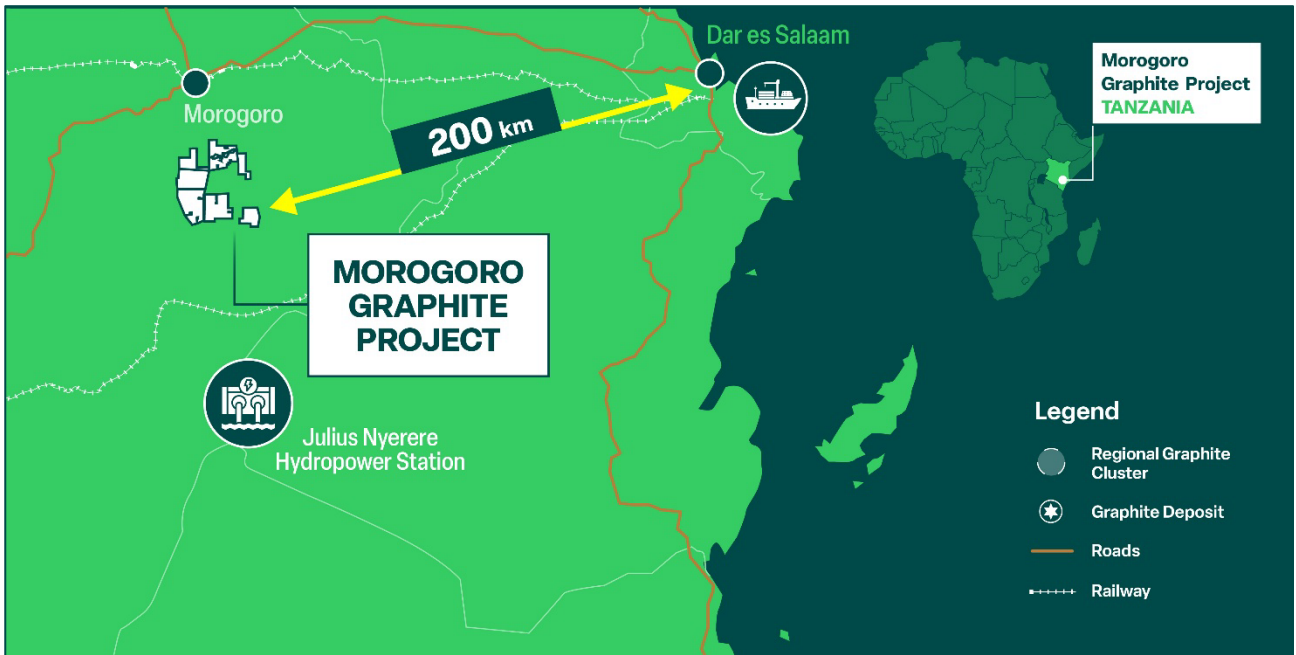 Dar es Salaam
Morogoro
Graphite Project
TANZANIA
Morogoro
200 km
MOROGORO
GRAPHITE
PROJECT
Julius Nyerere
Hydropower Station
Legend
Regional Graphite
Cluster
Graphite Deposit
Roads
Railway